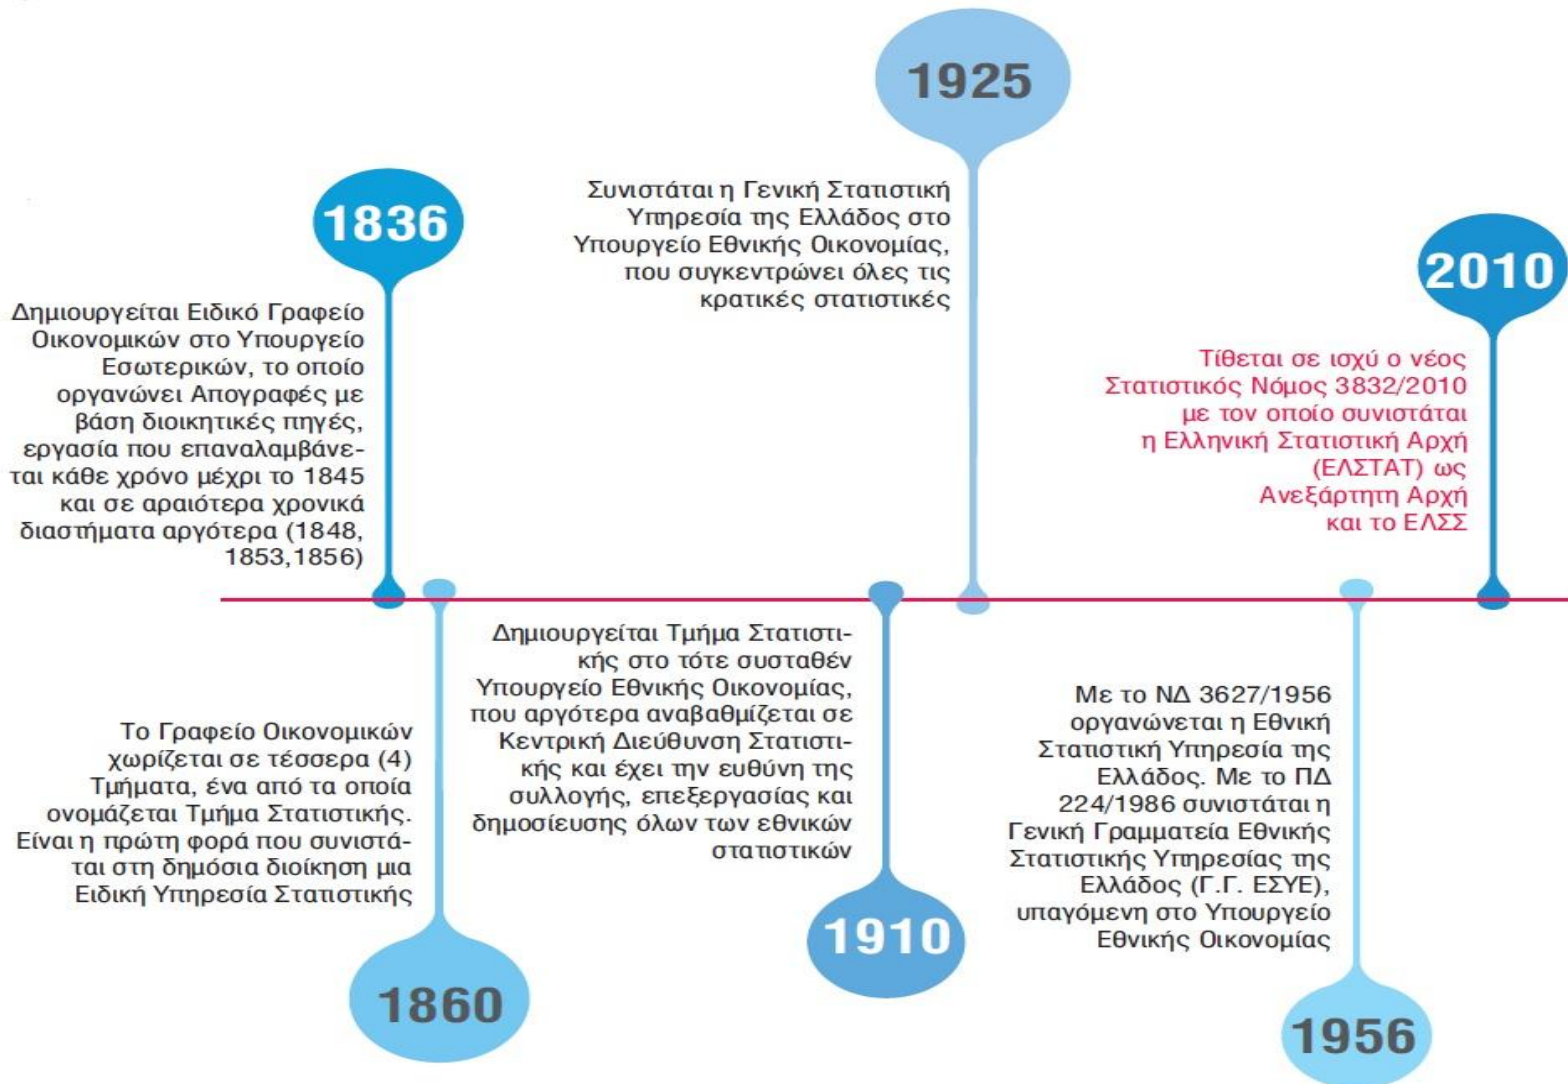 1836
Δημιουργείται Ειδικό Γραφείο
Οικονομικών στο Υπουργείο
Εσωτερικών, το οποίο
οργανώνει Απογραφές με
βάση διοικητικές πηγές,
εργασία που επαναλαμβάνε-
ται κάθε χρόνο μέχρι το 1845
και σε αραιότερα χρονικά
διαστήματα αργότερα (1848,
1853,1856)
Το Γραφείο Οικονομικών
χωρίζεται σε τέσσερα (4)
Τμήματα, ένα από τα οποία
ονομάζεται Τμήμα Στατιστικής.
Είναι η πρώτη φορά που συνιστά-
ται στη δημόσια διοίκηση μια
Ειδική Υπηρεσία Στατιστικής
1860
Δημιουργείται Τμήμα Στατιστι-
κής στο τότε συσταθέν
Υπουργείο Εθνικής Οικονομίας,
που αργότερα αναβαθμίζεται σε
Κεντρική Διεύθυνση Στατιστι-
κής και έχει την ευθύνη της
συλλογής, επεξεργασίας και
δημοσίευσης όλων των εθνικών
στατιστικών
1910
1925
Συνιστάται η Γενική Στατιστική
Υπηρεσία της Ελλάδος στο
Υπουργείο Εθνικής Οικονομίας,
που συγκεντρώνει όλες τις
κρατικές στατιστικές
Με το ΝΔ 3627/1956
οργανώνεται η Εθνική
Στατιστική Υπηρεσία της
Ελλάδος. Με το ΠΔ
224/1986 συνιστάται η
Γενική Γραμματεία Εθνικής
Στατιστικής Υπηρεσίας της
Ελλάδος (Γ.Γ. ΕΣΥΕ),
υπαγόμενη στο Υπουργείο
Εθνικής Οικονομίας
1956
2010
Τίθεται σε ισχύ ο νέος
Στατιστικός Νόμος 3832/2010
με τον οποίο συνιστάται
η Ελληνική Στατιστική Αρχή
(ΕΛΣΤΑΤ) ως
Ανεξάρτητη Αρχή
και το ΕΛΣΣ